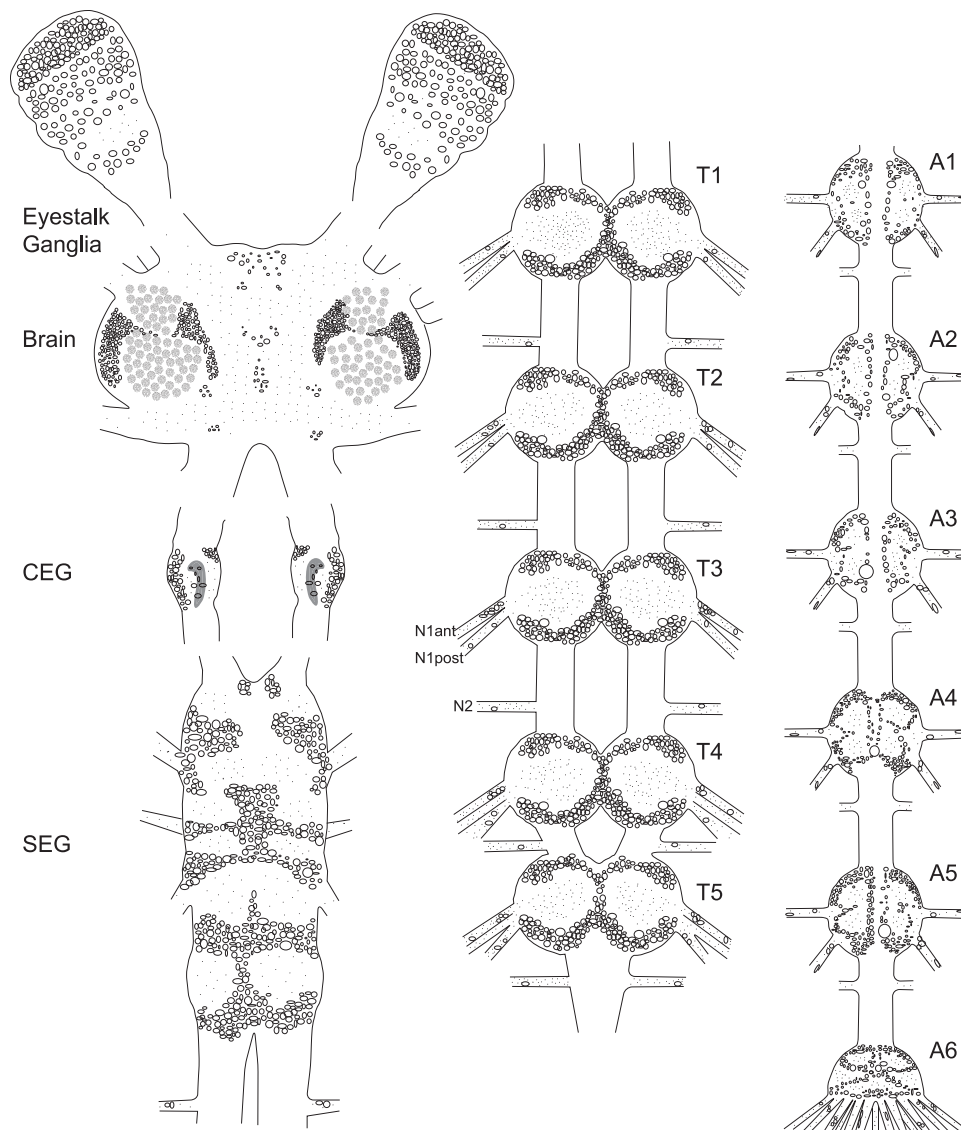 Eyestalk
Ganglia
Brain
CEG
SEG
T1
T2
T3
N1ant
N1post
N2
T4
T5
A1
A2
A3
A4
A5
A6